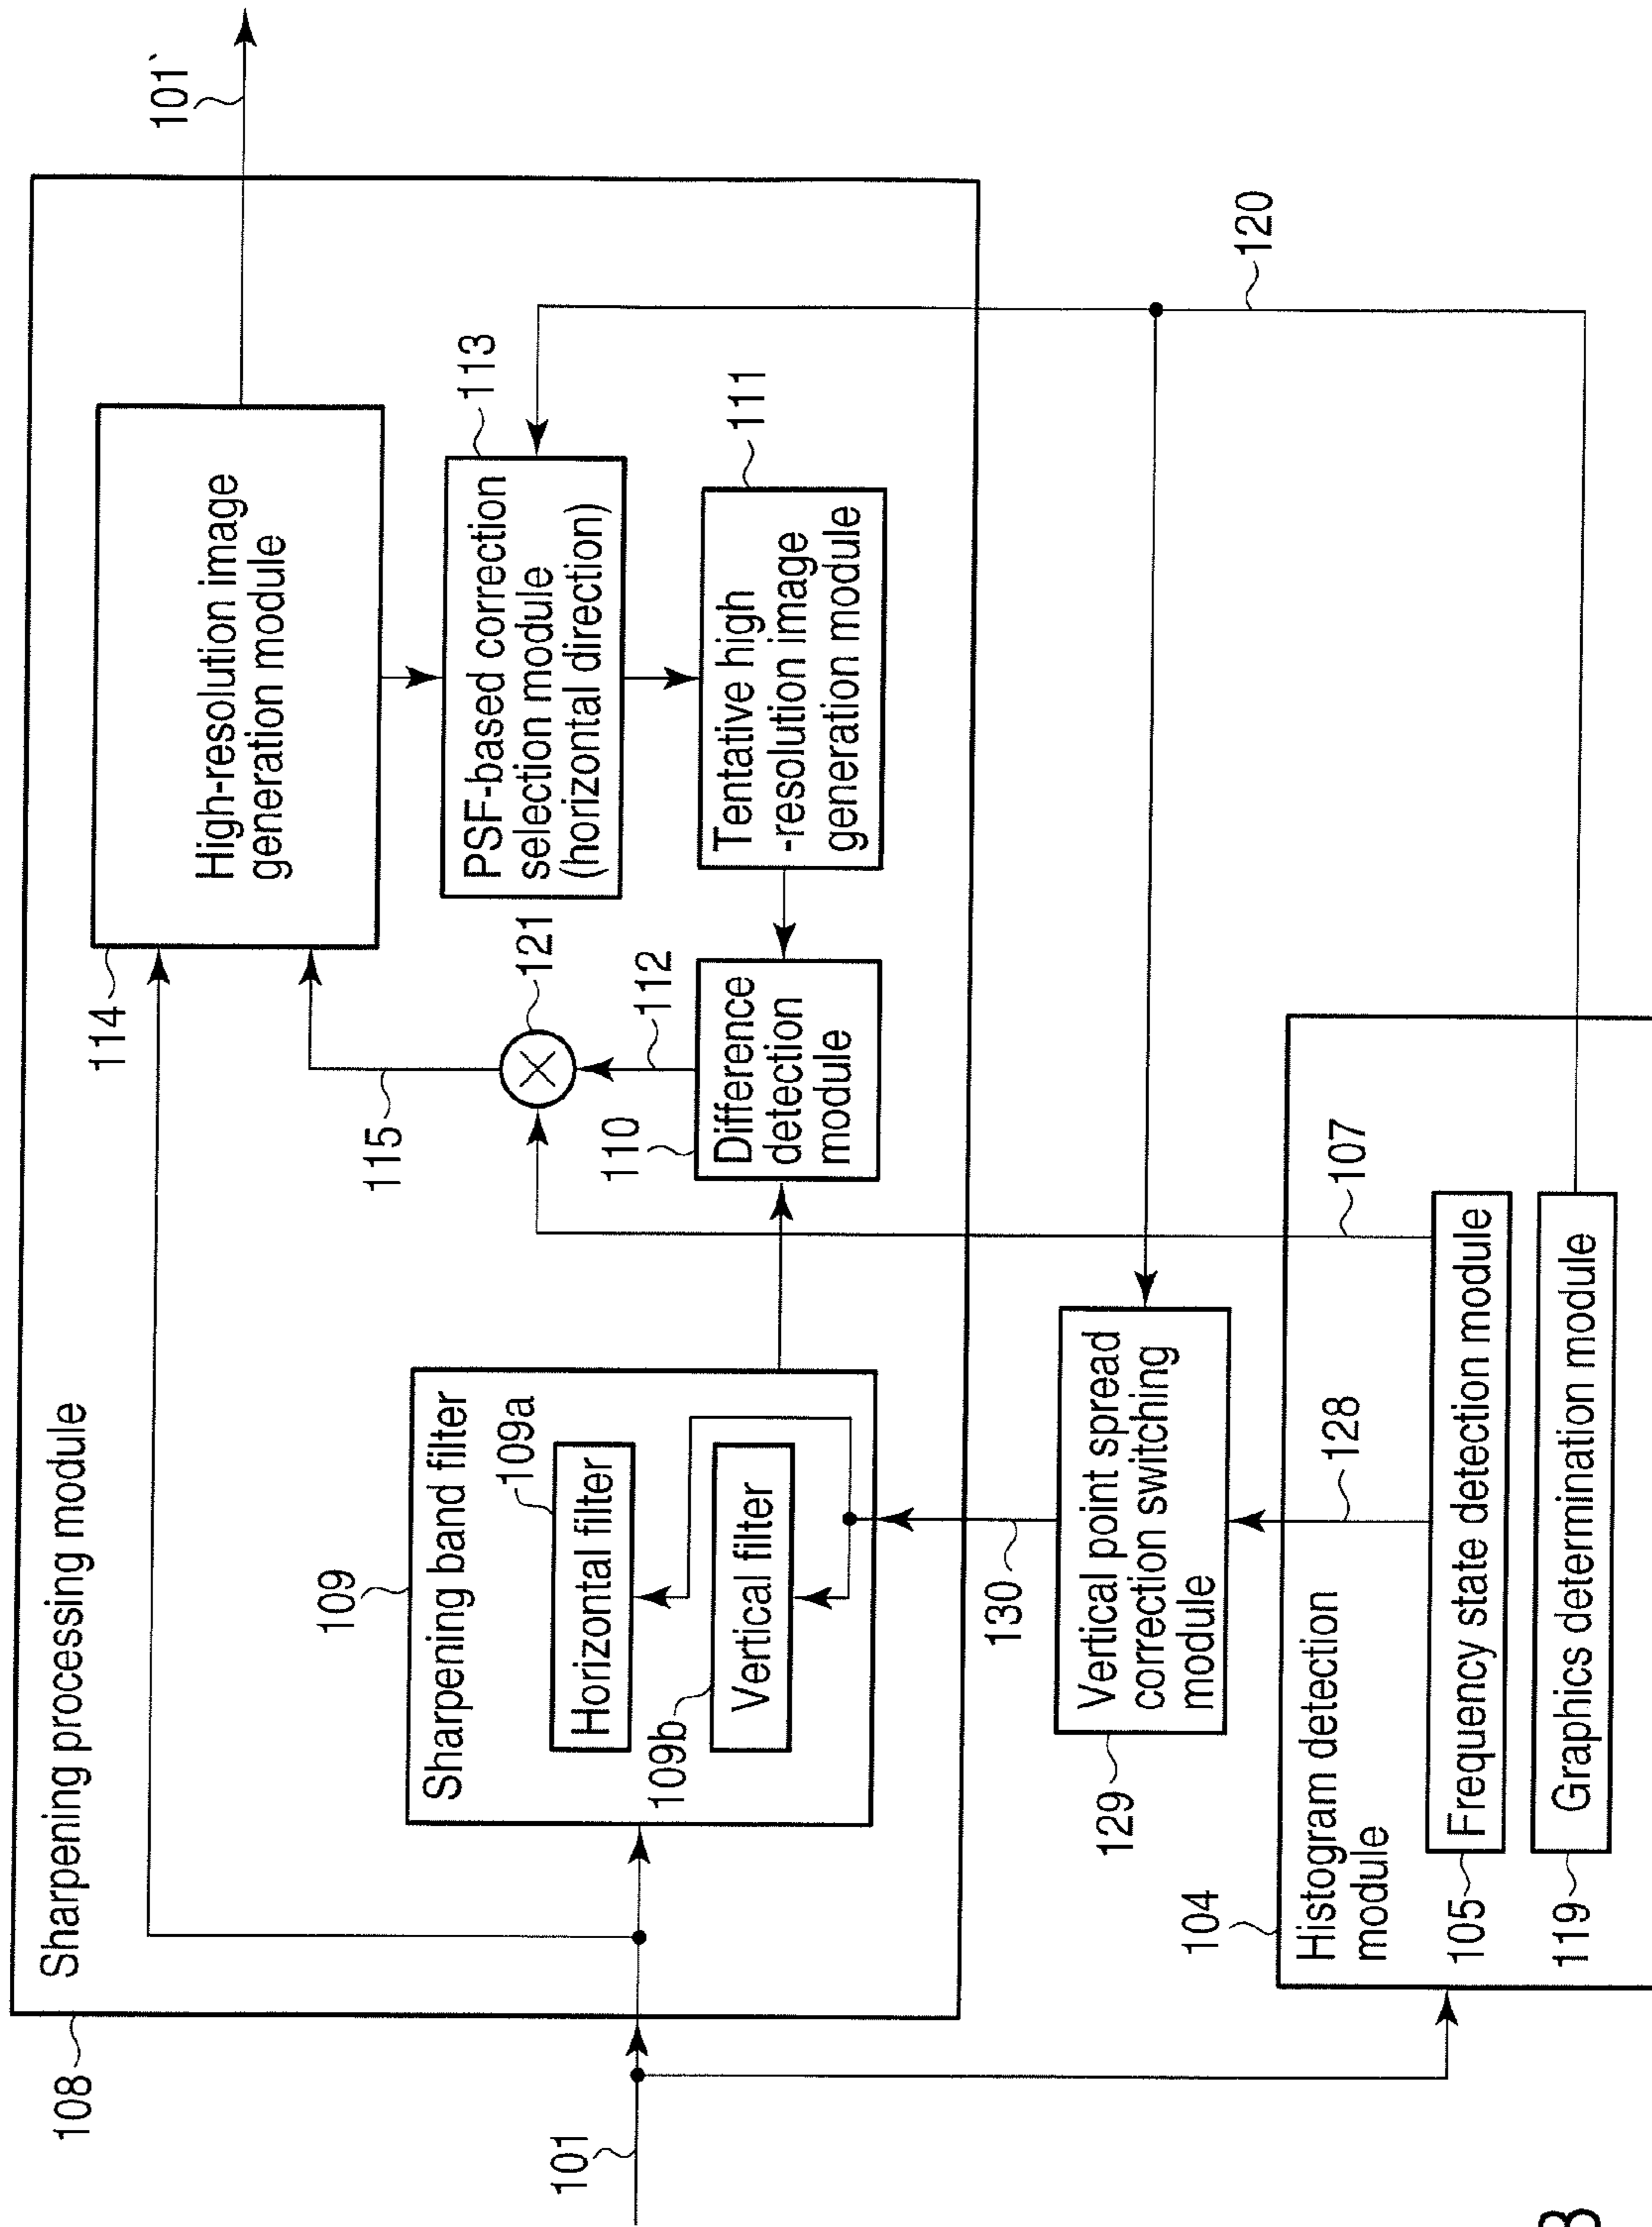 Sharpening processing module
108
101
101`
114
High-resolution image
generation module
115
121
113
PSF-based correction
selection module
(horizontal direction)
112
111
Tentative high
-resolution image
generation module
110
Difference
detection
module
109
Sharpening band filter
109a
Horizontal filter
109b
Vertical filter
130
120
129
Vertical point spread
correction switching
module
128
107
104
Histogram detection
module
105
Frequency state detection module
119
Graphics determination module